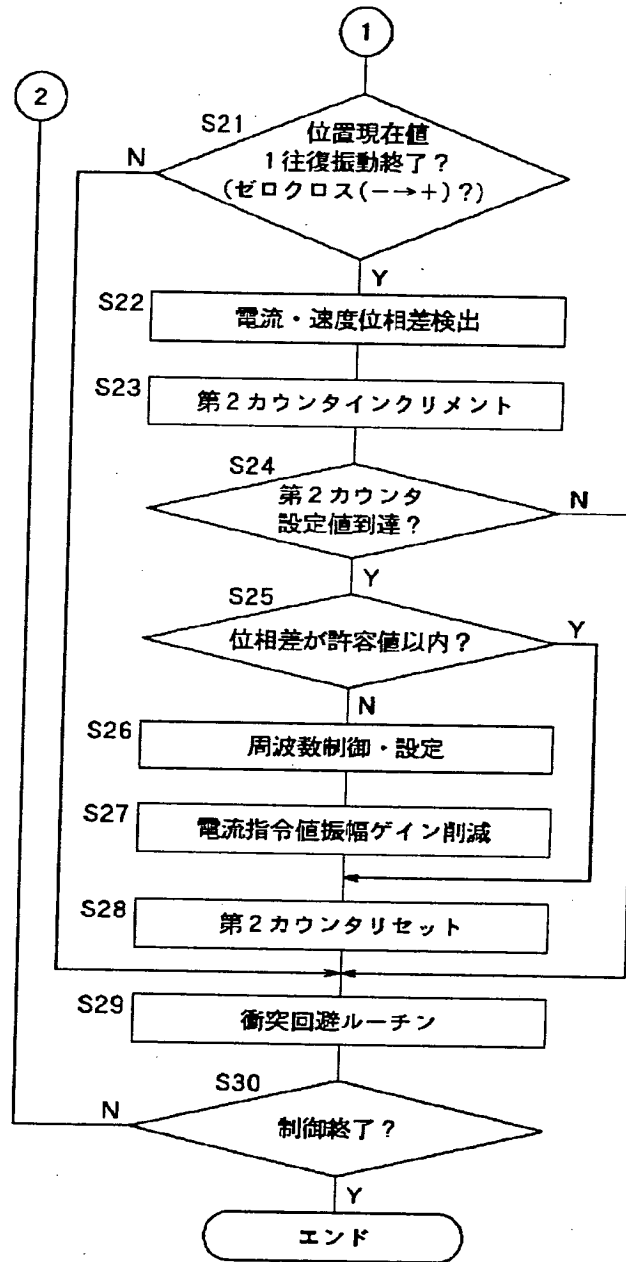 1
2
S21
位置現在値
1往復振動終了?
(ゼロクロス(−→+)?)
N
Y
S22
電流・速度位相差検出
S23
第2カウンタインクリメント
S24
第2カウンタ
設定値到達?
N
Y
S25
位相差が許容値以内?
Y
N
S26
周波数制御・設定
S27
電流指令値振幅ゲイン削減
S28
第2カウンタリセット
S29
衝突回避ルーチン
S30
N
制御終了?
Y
エンド